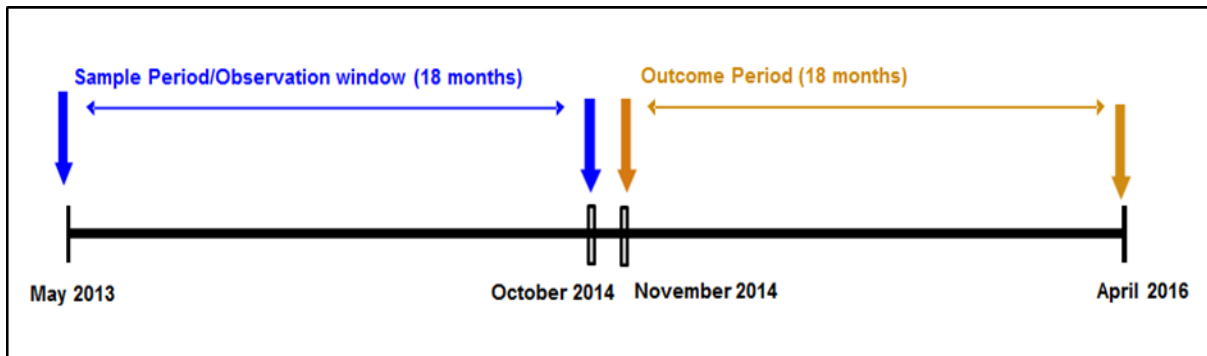 Sample Period/Observation window (18 months)
Outcome Period (18 months)
May 2013
October 2014
November 2014
April 2016